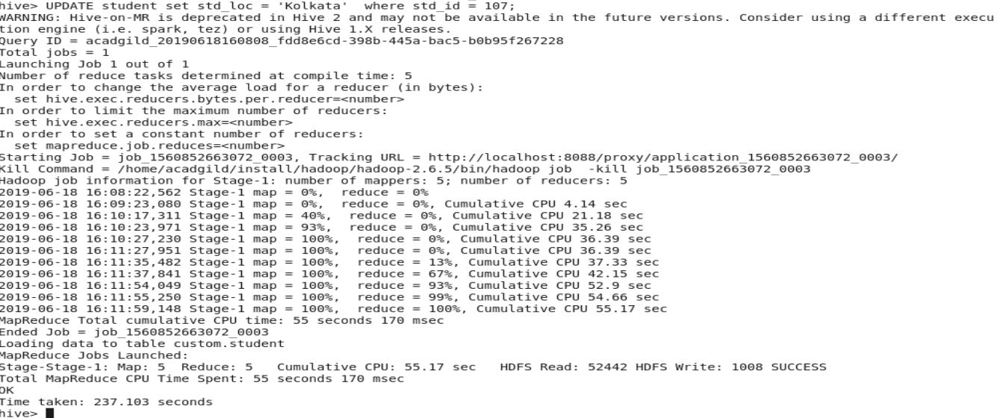 hive> UPDATE student set std_loc = 'Kolkata'  where std_id = 107;
WARNING: Hive-on-MR is deprecated in Hive 2 and may not be available in the future versions. Consider using a different execu
tion engine (i.e. spark, tez) or using Hive 1.X releases.
Query ID = acadgild_20190618160808_fdd8e6cd-398b-445a-bac5-b0b95f267228
Total jobs = 1
Launching Job 1 out of 1
Number of reduce tasks determined at compile time: 5
In order to change the average load for a reducer (in bytes):
  set hive.exec.reducers.bytes.per.reducer=<number>
In order to limit the maximum number of reducers:
  set hive.exec.reducers.max=<number>
In order to set a constant number of reducers:
  set mapreduce.job.reduces=<number>
Starting Job = job_1560852663072_0003, Tracking URL = http://localhost:8088/proxy/application_1560852663072_0003/
Kill Command = /home/acadgild/install/hadoop/hadoop-2.6.5/bin/hadoop job  -kill job_1560852663072_0003
Hadoop job information for Stage-1: number of mappers: 5; number of reducers: 5
2019-06-18 16:08:22,562 Stage-1 map = 0%,  reduce = 0%
2019-06-18 16:09:23,080 Stage-1 map = 0%,  reduce = 0%, Cumulative CPU 4.14 sec
2019-06-18 16:10:17,311 Stage-1 map = 40%,  reduce = 0%, Cumulative CPU 21.18 sec
2019-06-18 16:10:23,971 Stage-1 map = 93%,  reduce = 0%, Cumulative CPU 35.26 sec
2019-06-18 16:10:27,230 Stage-1 map = 100%,  reduce = 0%, Cumulative CPU 36.39 sec
2019-06-18 16:11:27,951 Stage-1 map = 100%,  reduce = 0%, Cumulative CPU 36.39 sec
2019-06-18 16:11:35,482 Stage-1 map = 100%,  reduce = 13%, Cumulative CPU 37.33 sec
2019-06-18 16:11:37,841 Stage-1 map = 100%,  reduce = 67%, Cumulative CPU 42.15 sec
2019-06-18 16:11:54,049 Stage-1 map = 100%,  reduce = 93%, Cumulative CPU 52.9 sec
2019-06-18 16:11:55,250 Stage-1 map = 100%,  reduce = 99%, Cumulative CPU 54.66 sec
2019-06-18 16:11:59,148 Stage-1 map = 100%,  reduce = 100%, Cumulative CPU 55.17 sec
MapReduce Total cumulative CPU time: 55 seconds 170 msec
Ended Job = job_1560852663072_0003
Loading data to table custom.student
MapReduce Jobs Launched:
Stage-Stage-1: Map: 5  Reduce: 5   Cumulative CPU: 55.17 sec   HDFS Read: 52442 HDFS Write: 1008 SUCCESS
Total MapReduce CPU Time Spent: 55 seconds 170 msec
OK
Time taken: 237.103 seconds
hive>